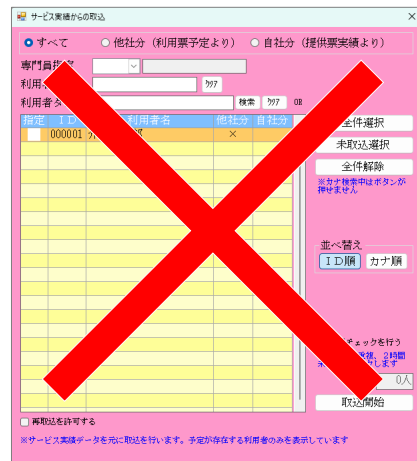 サービス実績からの取込
すべて 他社分（利用票予定より） 自社分（提供票実績より）
専門員
利用 ｸﾘｱ
利用者 検索 ｸﾘｱ OR
指定 ＩＤ 利用者名 他社分 自社分
000001 ×
全件選択
未取込選択
全件解除
※カナ検索中はボタンが
押せません
並べ替え
ＩＤ順 カナ順
チェックを行う
、２時間
します
0人
取込開始
再取込を許可する
※サービス実績データを元に取込を行います。予定が存在する利用者のみを表示しています